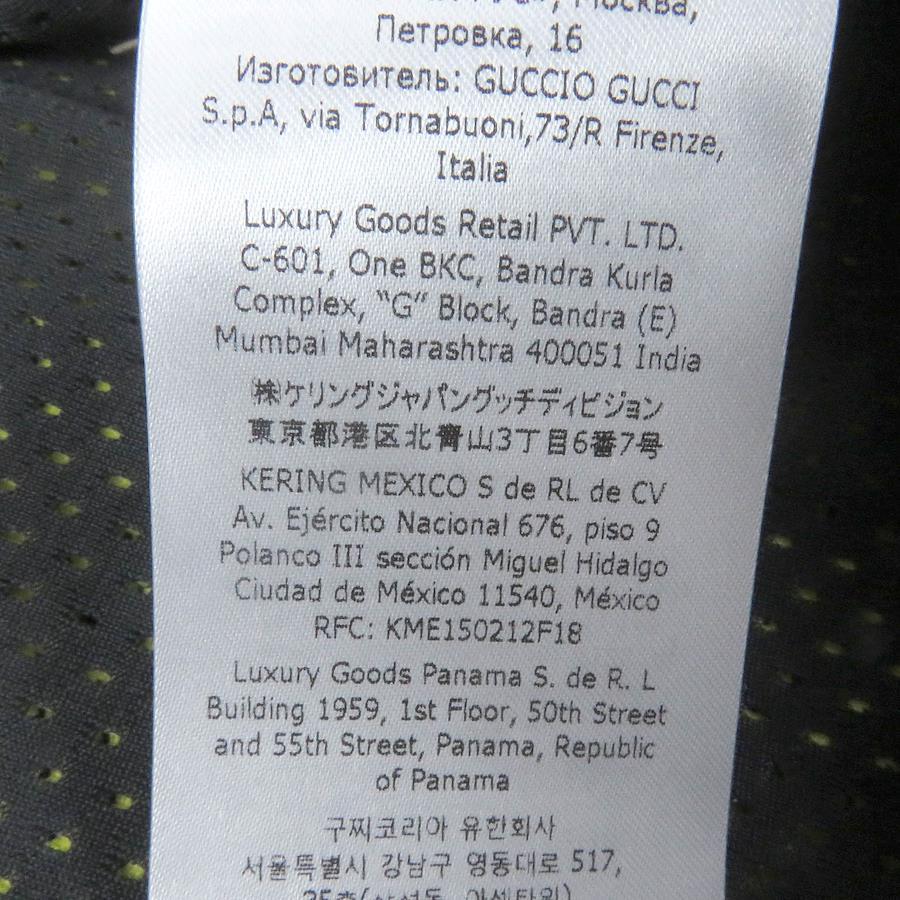 Москва,
Петровка, 16
Изготовитель: GUCCIO GUCCI
S.p.A, via Tornabuoni,73/R Firenze,
Italia
Luxury Goods Retail PVT. LTD.
C-601, One BKC, Bandra Kurla
Complex, “G” Block, Bandra (E)
Mumbai Maharashtra 400051 India
㈱ケリングジャパングッチディビジョン
東京都港区北青山3丁目6番7号
KERING MEXICO S de RL de CV
Av. Ejército Nacional 676, piso 9
Polanco III sección Miguel Hidalgo
Ciudad de México 11540, México
RFC: KME150212F18
Luxury Goods Panama S. de R. L
Building 1959, 1st Floor, 50th Street
and 55th Street, Panama, Republic
of Panama
구찌코리아 유한회사
서울특별시 강남구 영동대로 517,